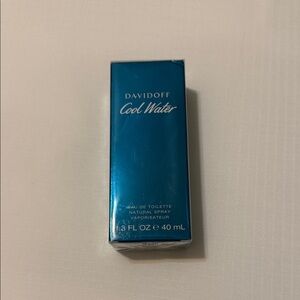 DAVIDOFF
Cool Water
EAU DE TOILETTE
NATURAL SPRAY
VAPORISATEUR
1.3 FL OZ ℮ 40 mL